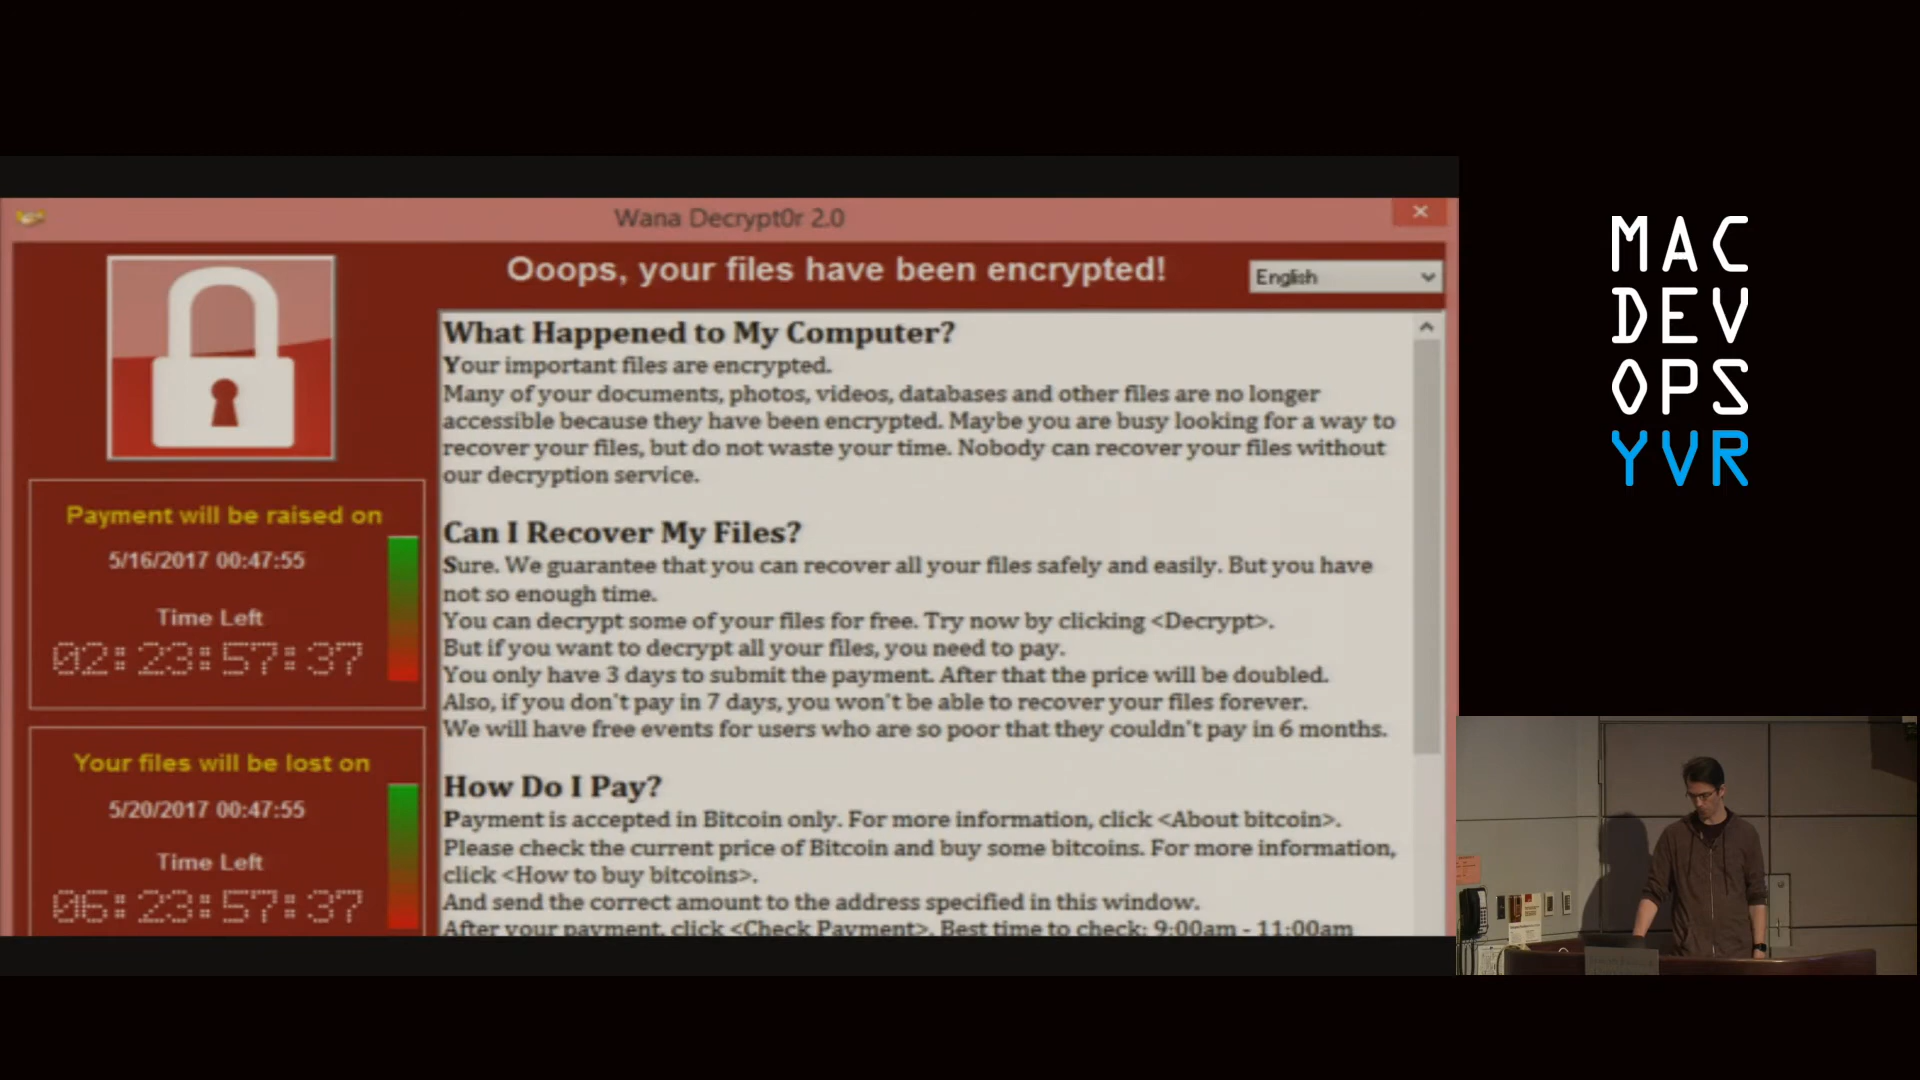 Wana Decrypt0r 2.0
Ooops, your files have been encrypted!
English
What Happened to My Computer?
Your important files are encrypted.
Many of your documents, photos, videos, databases and other files are no longer
accessible because they have been encrypted. Maybe you are busy looking for a way to
recover your files, but do not waste your time. Nobody can recover your files without
our decryption service.
Can I Recover My Files?
Sure. We guarantee that you can recover all your files safely and easily. But you have
not so enough time.
You can decrypt some of your files for free. Try now by clicking <Decrypt>.
But if you want to decrypt all your files, you need to pay.
You only have 3 days to submit the payment. After that the price will be doubled.
Also, if you don't pay in 7 days, you won't be able to recover your files forever.
We will have free events for users who are so poor that they couldn't pay in 6 months.
How Do I Pay?
Payment is accepted in Bitcoin only. For more information, click <About bitcoin>.
Please check the current price of Bitcoin and buy some bitcoins. For more information,
click <How to buy bitcoins>.
And send the correct amount to the address specified in this window.
After your payment, click <Check Payment>. Best time to check: 9:00am - 11:00am
Payment will be raised on
5/16/2017 00:47:55
Time Left
02:23:57:37
Your files will be lost on
5/20/2017 00:47:55
Time Left
06:23:57:37
MAC
DEV
OPS
YVR